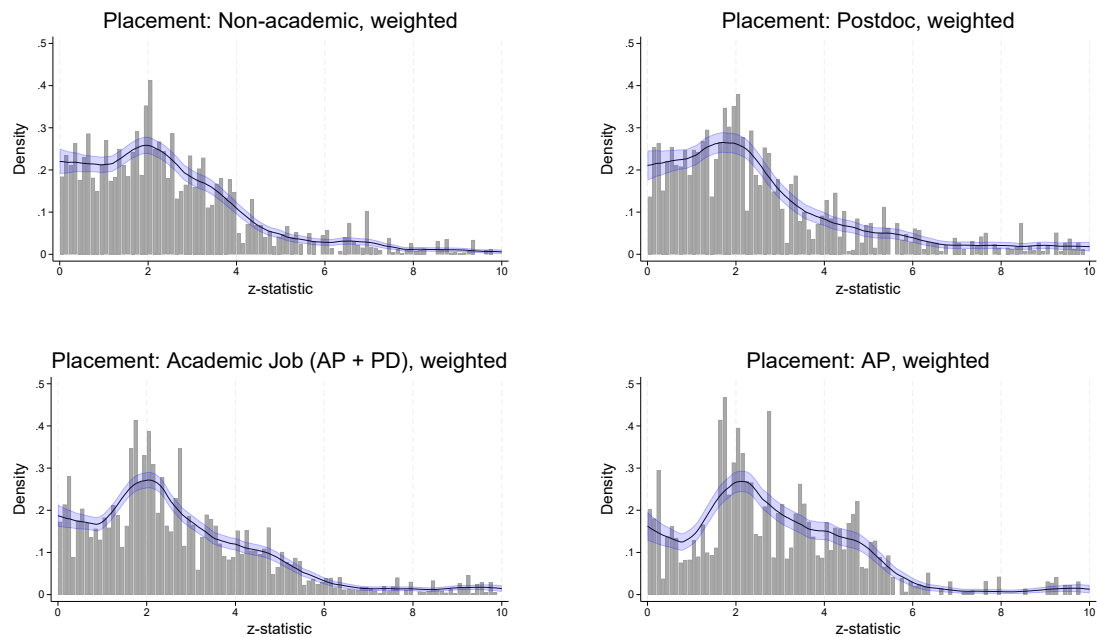 Placement: Non-academic, weighted
.5
.4
.3
.2
.1
0
Density
0 2 4 6 8 10
z-statistic
Placement: Postdoc, weighted
.5
.4
.3
.2
.1
0
Density
0 2 4 6 8 10
z-statistic
Placement: Academic Job (AP + PD), weighted
.5
.4
.3
.2
.1
0
Density
0 2 4 6 8 10
z-statistic
Placement: AP, weighted
.5
.4
.3
.2
.1
0
Density
0 2 4 6 8 10
z-statistic